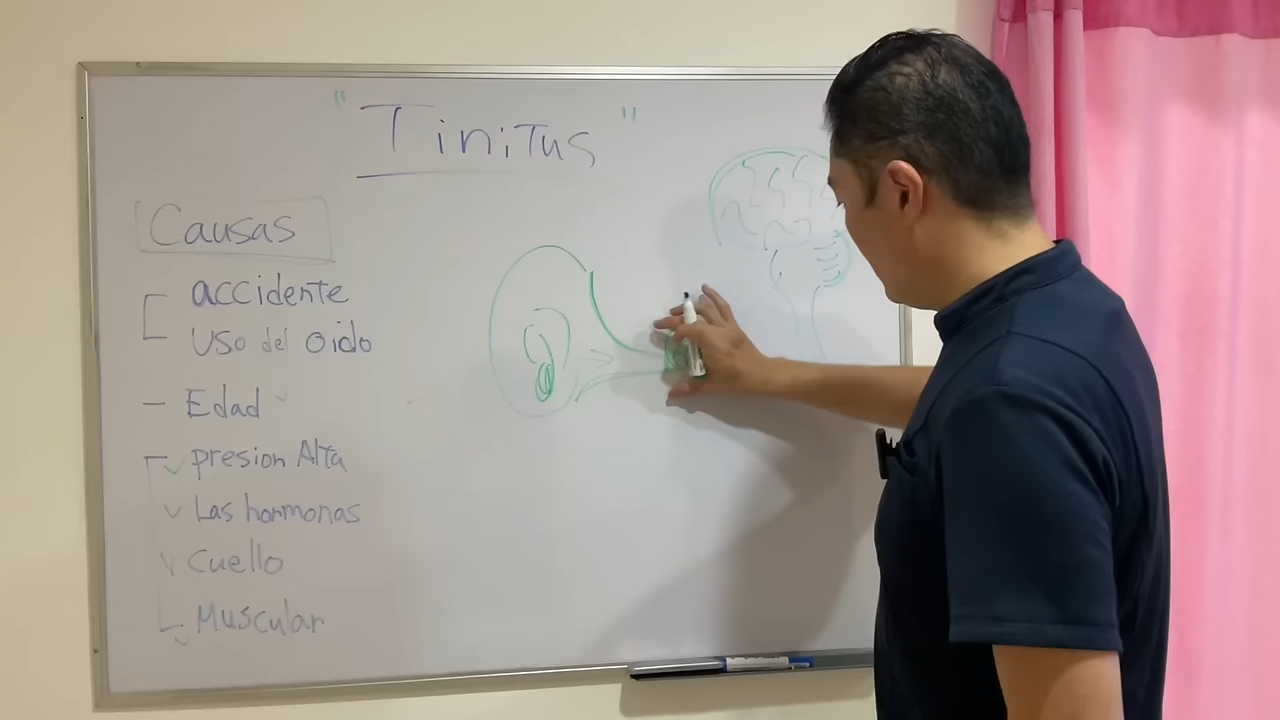 "Tinitus"
Causas
accidente
uso del oido
- Edad
presion Alta
Las hormonas
cuello
Muscular